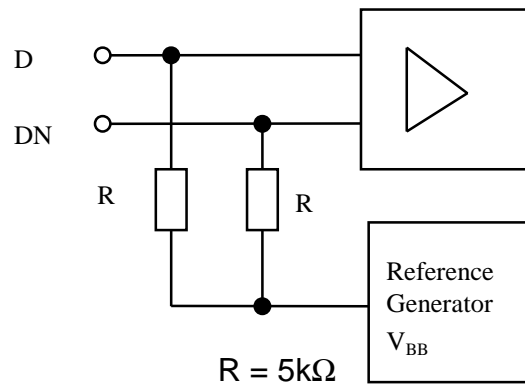 D
DN
R
R
Reference
Generator
V_BB
R = 5kΩ